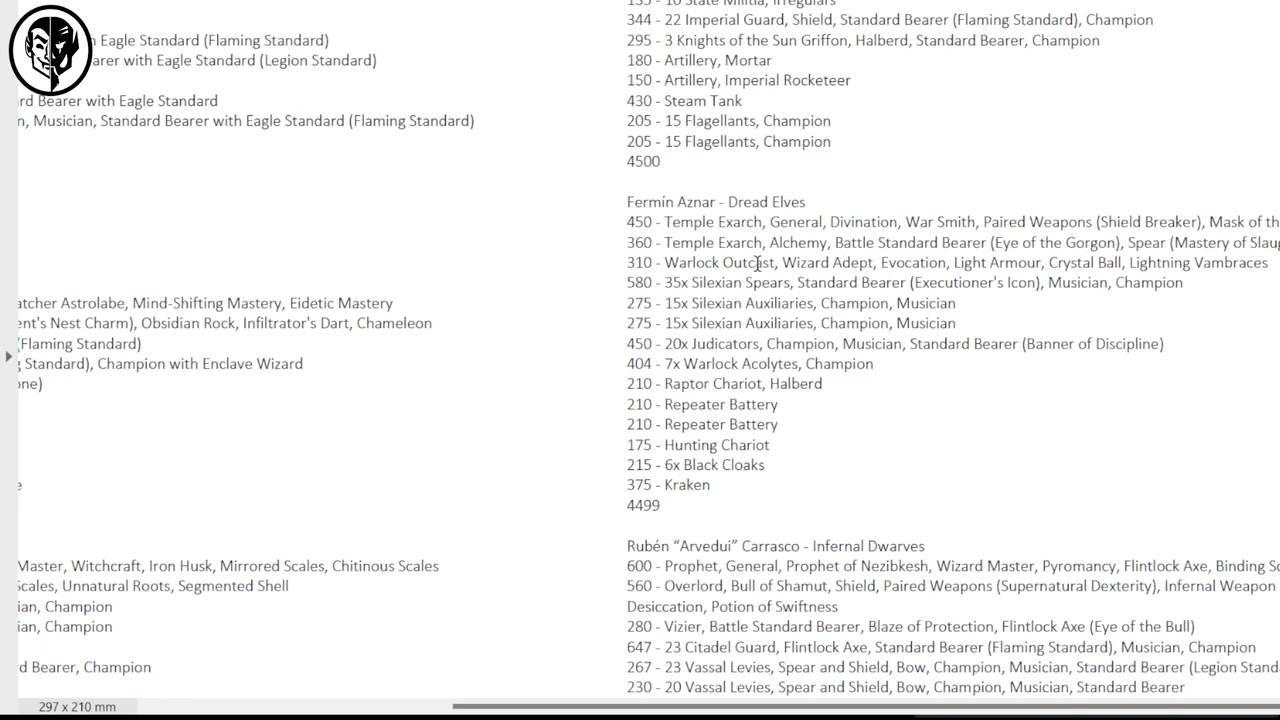 n Eagle Standard (Flaming Standard)
arer with Eagle Standard (Legion Standard)
rd Bearer with Eagle Standard
n, Musician, Standard Bearer with Eagle Standard (Flaming Standard)
atcher Astrolabe, Mind-Shifting Mastery, Eidetic Mastery
ent's Nest Charm), Obsidian Rock, Infiltrator's Dart, Chameleon
(Flaming Standard)
g Standard), Champion with Enclave Wizard
one)
e
Master, Witchcraft, Iron Husk, Mirrored Scales, Chitinous Scales
Scales, Unnatural Roots, Segmented Shell
ian, Champion
ian, Champion
rd Bearer, Champion
135 - 10 State Militia, Irregulars
344 - 22 Imperial Guard, Shield, Standard Bearer (Flaming Standard), Champion
295 - 3 Knights of the Sun Griffon, Halberd, Standard Bearer, Champion
180 - Artillery, Mortar
150 - Artillery, Imperial Rocketeer
430 - Steam Tank
205 - 15 Flagellants, Champion
205 - 15 Flagellants, Champion
4500
Fermín Aznar - Dread Elves
450 - Temple Exarch, General, Divination, War Smith, Paired Weapons (Shield Breaker), Mask of th
360 - Temple Exarch, Alchemy, Battle Standard Bearer (Eye of the Gorgon), Spear (Mastery of Slaug
310 - Warlock Outcast, Wizard Adept, Evocation, Light Armour, Crystal Ball, Lightning Vambraces
580 - 35x Silexian Spears, Standard Bearer (Executioner's Icon), Musician, Champion
275 - 15x Silexian Auxiliaries, Champion, Musician
275 - 15x Silexian Auxiliaries, Champion, Musician
450 - 20x Judicators, Champion, Musician, Standard Bearer (Banner of Discipline)
404 - 7x Warlock Acolytes, Champion
210 - Raptor Chariot, Halberd
210 - Repeater Battery
210 - Repeater Battery
175 - Hunting Chariot
215 - 6x Black Cloaks
375 - Kraken
4499
Rubén “Arvedui” Carrasco - Infernal Dwarves
600 - Prophet, General, Prophet of Nezibkesh, Wizard Master, Pyromancy, Flintlock Axe, Binding Sc
560 - Overlord, Bull of Shamut, Shield, Paired Weapons (Supernatural Dexterity), Infernal Weapon
Desiccation, Potion of Swiftness
280 - Vizier, Battle Standard Bearer, Blaze of Protection, Flintlock Axe (Eye of the Bull)
647 - 23 Citadel Guard, Flintlock Axe, Standard Bearer (Flaming Standard), Musician, Champion
267 - 23 Vassal Levies, Spear and Shield, Bow, Champion, Musician, Standard Bearer (Legion Stand
230 - 20 Vassal Levies, Spear and Shield, Bow, Champion, Musician, Standard Bearer
297 x 210 mm